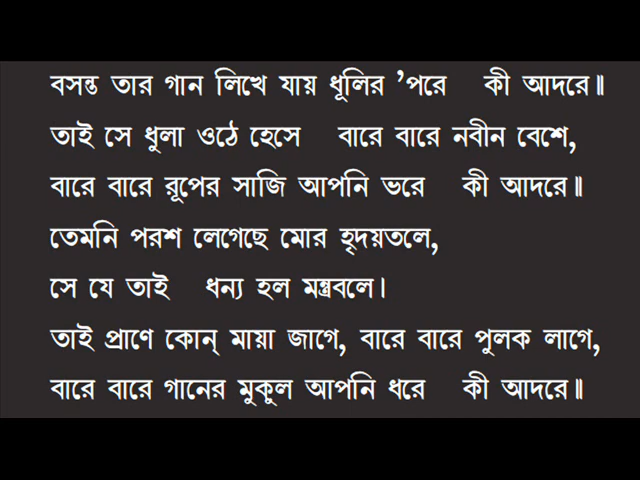 বসন্ত তার গান লিখে যায় ধূলির ’পরে কী আদরে॥
তাই সে ধুলা ওঠে হেসে বারে বারে নবীন বেশে,
বারে বারে রূপের সাজি আপনি ভরে কী আদরে॥
তেমনি পরশ লেগেছে মোর হৃদয়তলে,
সে যে তাই ধন্য হল মন্ত্রবলে।
তাই প্রাণে কোন্ মায়া জাগে, বারে বারে পুলক লাগে,
বারে বারে গানের মুকুল আপনি ধরে কী আদরে॥